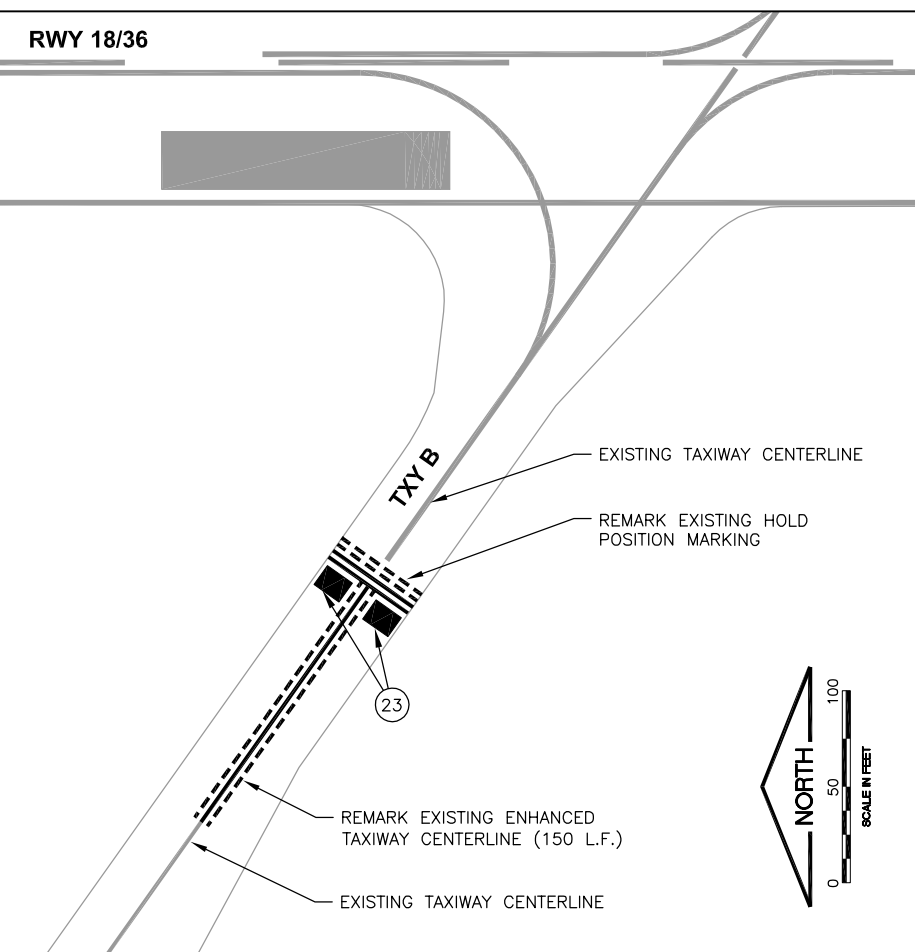 RWY 18/36
EXISTING TAXIWAY CENTERLINE
TXY B
REMARK EXISTING HOLD
POSITION MARKING
23
REMARK EXISTING ENHANCED
TAXIWAY CENTERLINE (150 L.F.)
EXISTING TAXIWAY CENTERLINE
NORTH
0 50 100
SCALE IN FEET